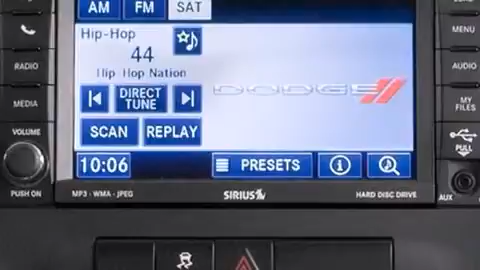 AM FM SAT
Hip-Hop
44
Hip Hop Nation
DODGE
DIRECT TUNE
SCAN REPLAY
10:06 PRESETS
RADIO
MEDIA
VOLUME
PUSH ON
MP3 · WMA · JPEG SIRIUS HARD DISC DRIVE
MENU
AUDIO
MY FILES
PULL
AUX